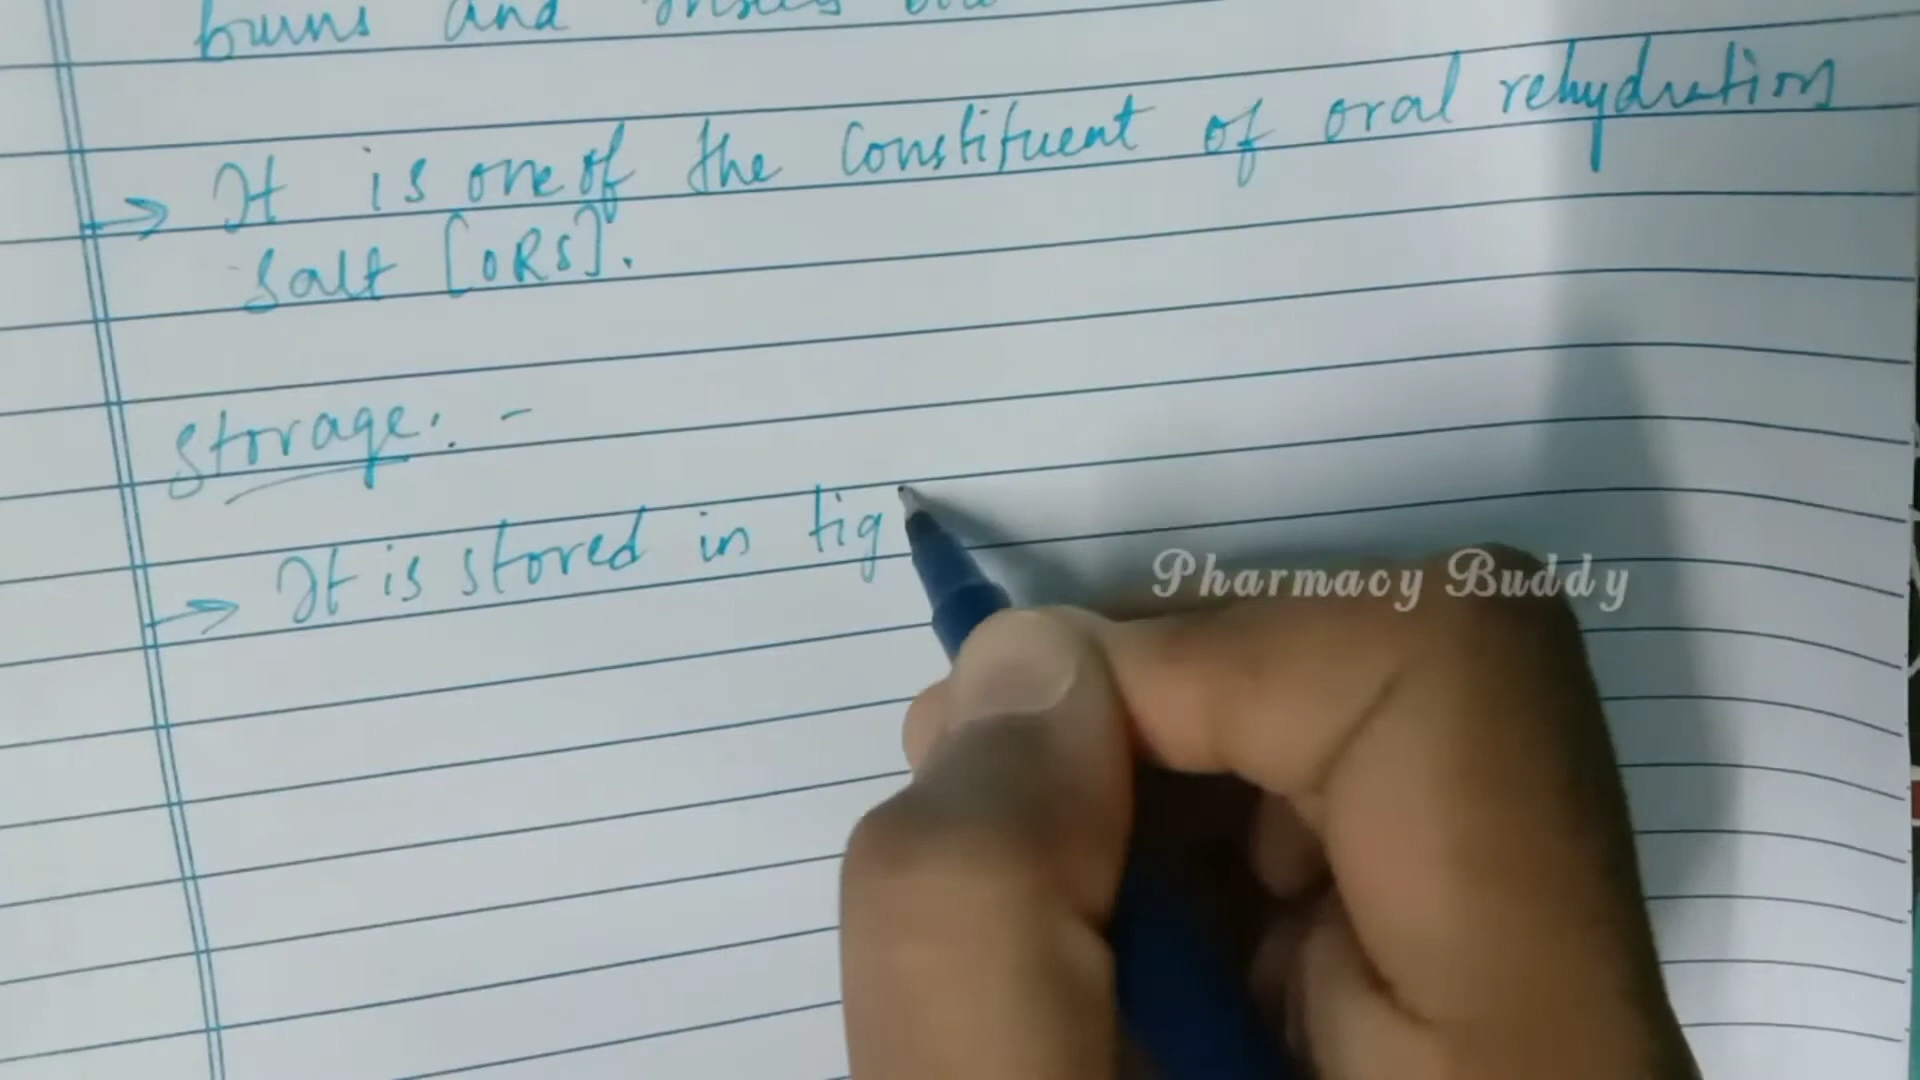 burns and insects
→ It is one of the constituent of oral rehydration
salt [ORS].
Storage: -
→ It is stored in tig
Pharmacy Buddy